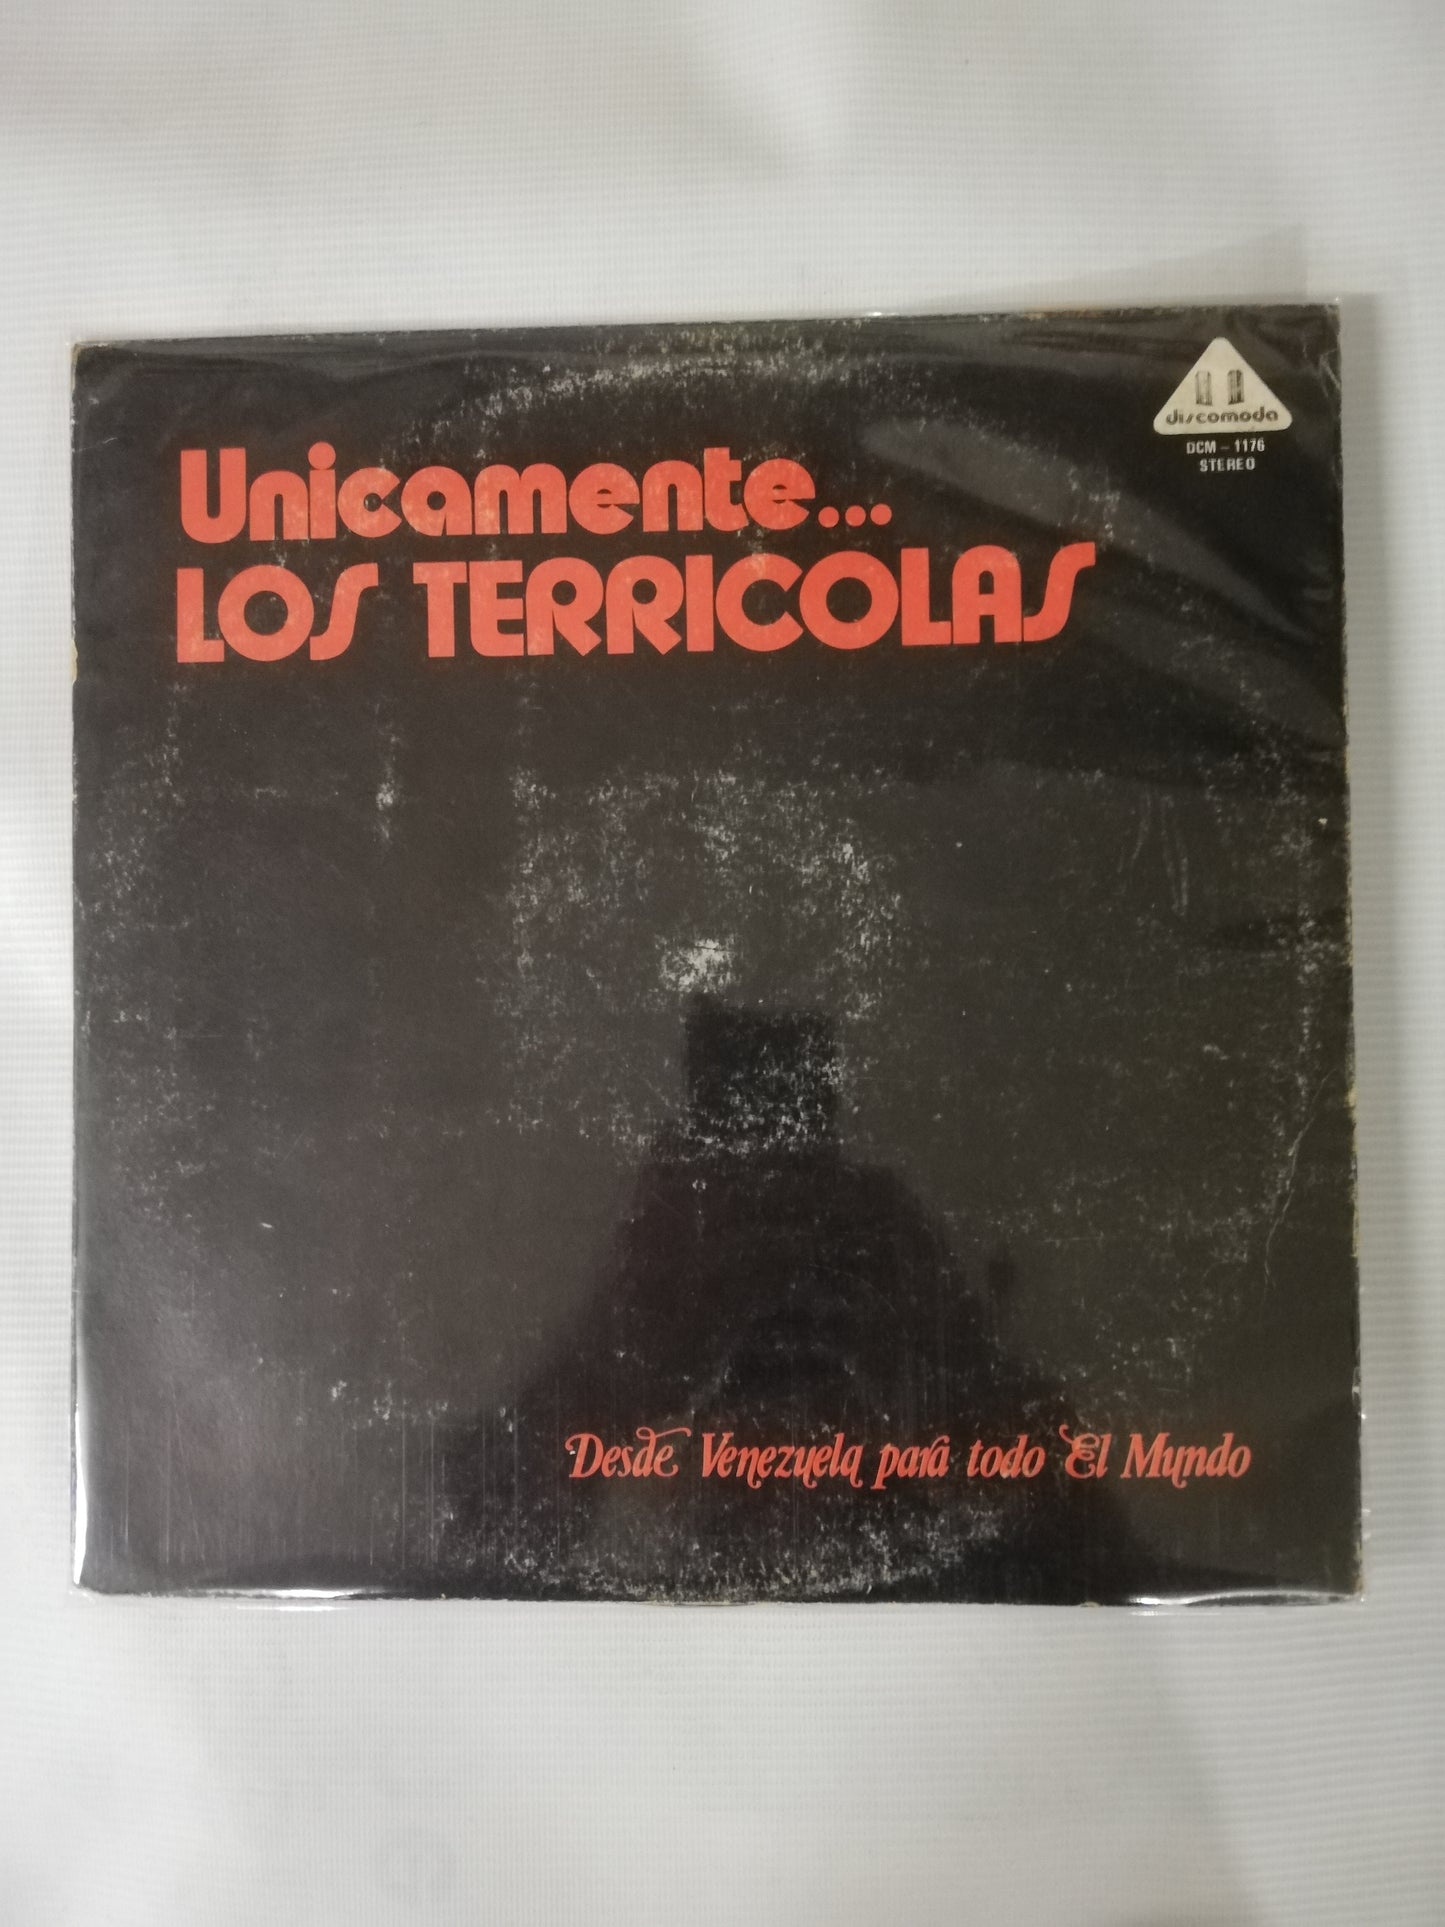 discomoda
DCM - 1176
STEREO
Unicamente...
LOS TERRICOLAS
Desde Venezuela para todo El Mundo